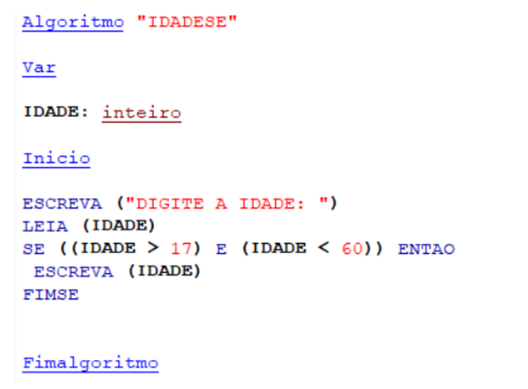 Algoritmo "IDADESE"
Var
IDADE: inteiro
Inicio
ESCREVA ("DIGITE A IDADE: ")
LEIA (IDADE)
SE ((IDADE > 17) E (IDADE < 60)) ENTAO
ESCREVA (IDADE)
FIMSE
Fimalgoritmo